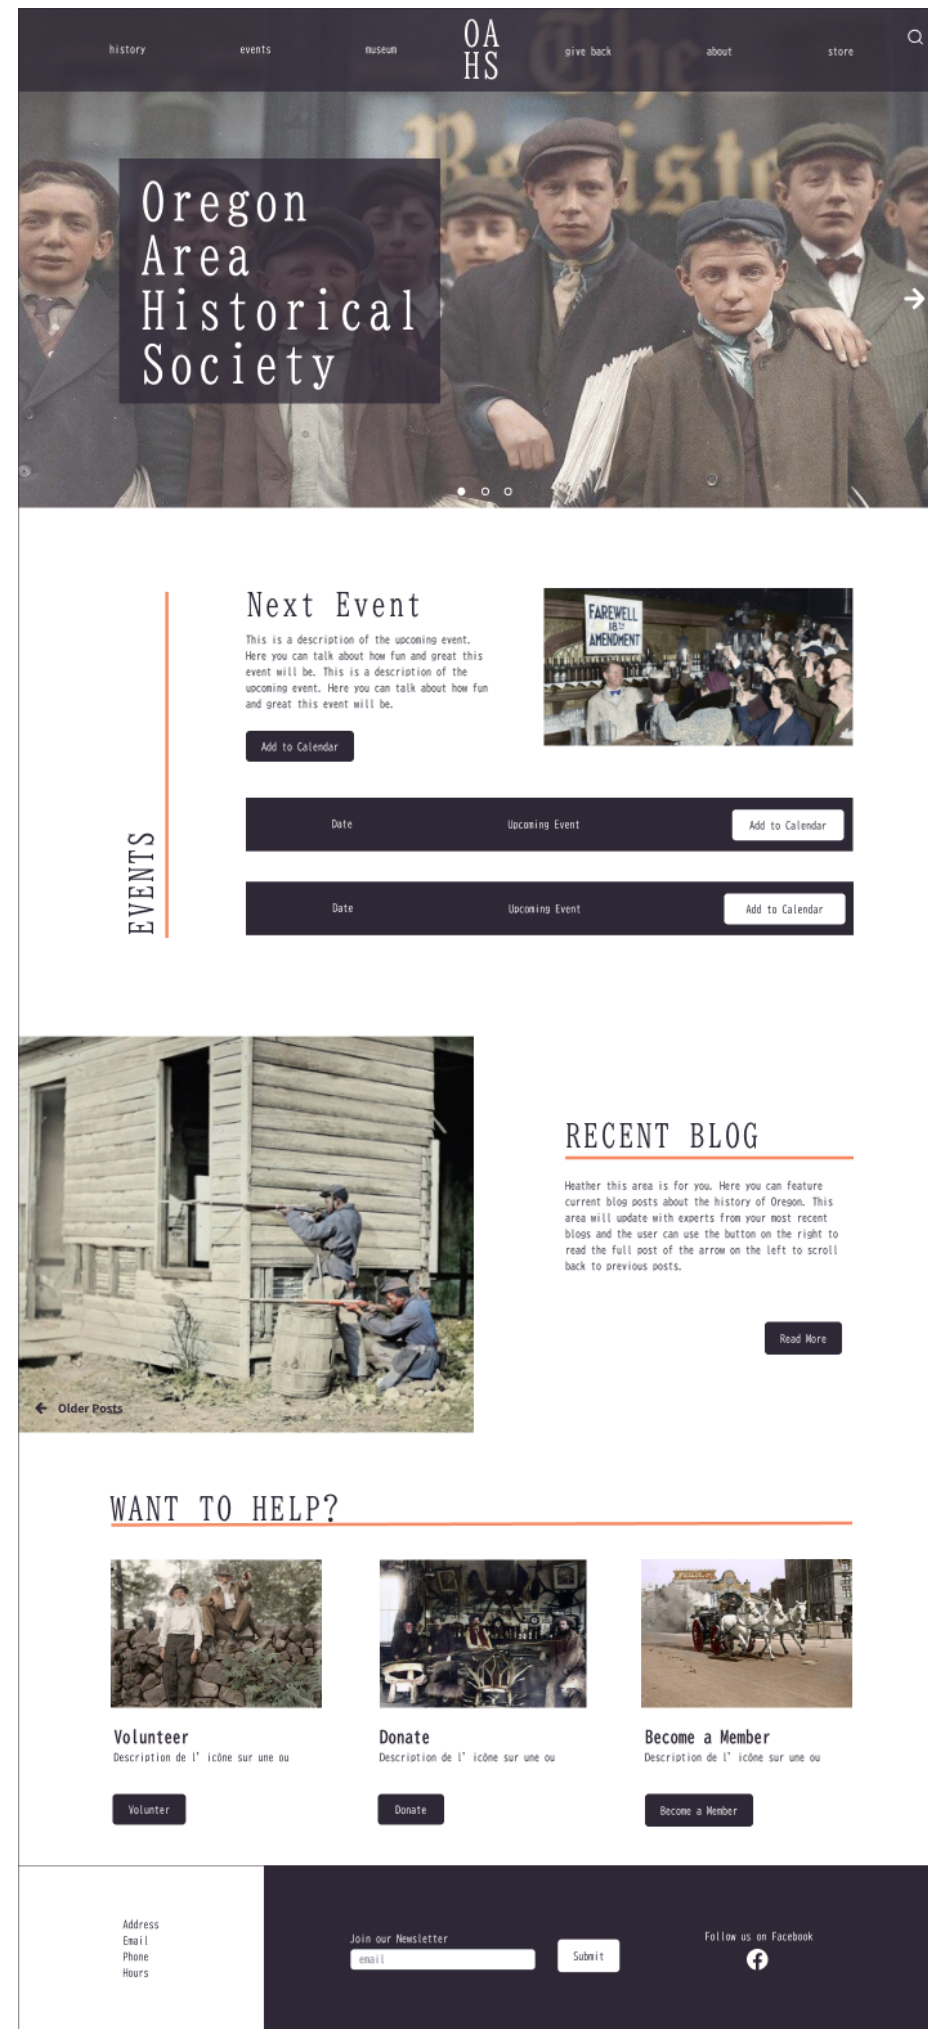 history
events
museum
OA
HS
give back
about
store
The
Register
Oregon
Area
Historical
Society
Next Event
This is a description of the upcoming event.
Here you can talk about how fun and great this
event will be. This is a description of the
upcoming event. Here you can talk about how fun
and great this event will be.
Add to Calendar
FAREWELL
18TH
AMENDMENT
Date
Upcoming Event
Add to Calendar
Date
Upcoming Event
Add to Calendar
EVENTS
RECENT BLOG
Heather this area is for you. Here you can feature
current blog posts about the history of Oregon. This
area will update with experts from your most recent
blogs and the user can use the button on the right to
read the full post of the arrow on the left to scroll
back to previous posts.
Read More
Older Posts
WANT TO HELP?
Volunteer
Description de l’icône sur une ou
Volunter
Donate
Description de l’icône sur une ou
Donate
Become a Member
Description de l’icône sur une ou
Become a Member
Address
Email
Phone
Hours
Join our Newsletter
email
Submit
Follow us on Facebook